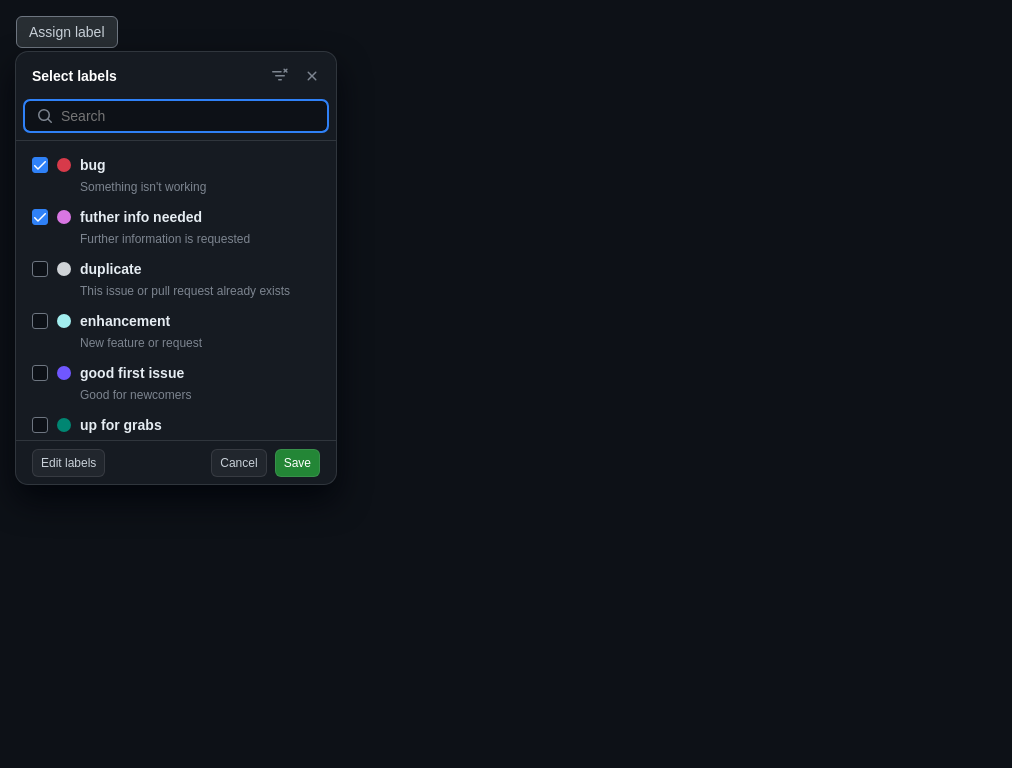 Assign label
Select labels
Search
bug
Something isn't working
futher info needed
Further information is requested
duplicate
This issue or pull request already exists
enhancement
New feature or request
good first issue
Good for newcomers
up for grabs
Edit labels
Cancel
Save